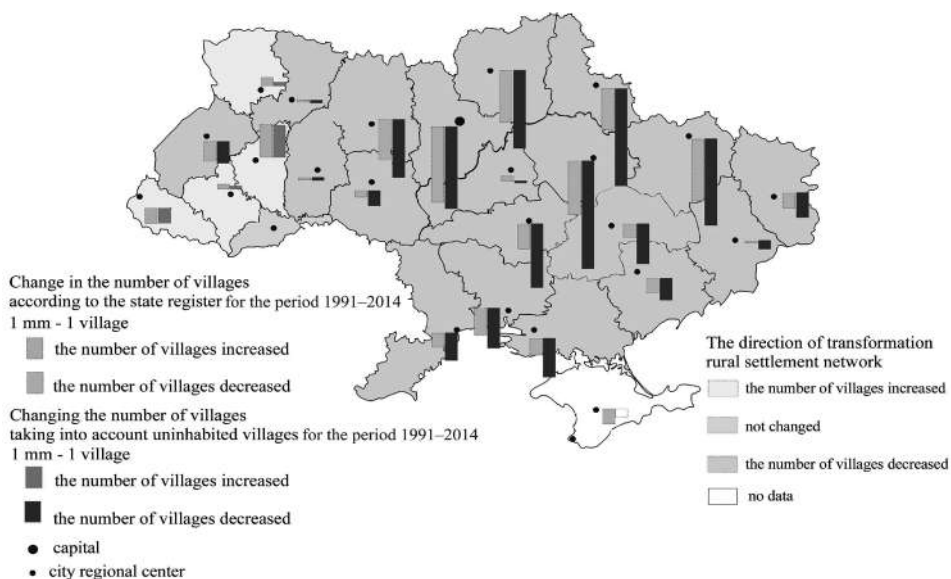 Change in the number of villages
according to the state register for the period 1991–2014
1 mm - 1 village
the number of villages increased
the number of villages decreased
Changing the number of villages
taking into account uninhabited villages for the period 1991–2014
1 mm - 1 village
the number of villages increased
the number of villages decreased
capital
city regional center
The direction of transformation
rural settlement network
the number of villages increased
not changed
the number of villages decreased
no data